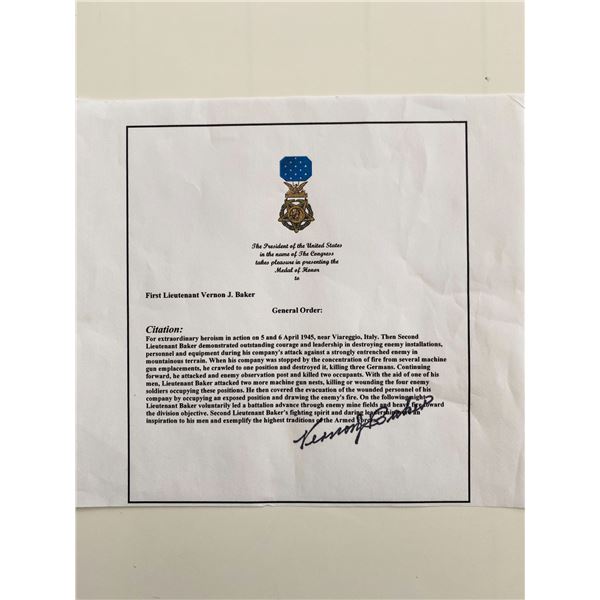 The President of the United States
in the name of The Congress
takes pleasure in presenting the
Medal of Honor
to
First Lieutenant Vernon J. Baker
General Order:
Citation:
For extraordinary heroism in action on 5 and 6 April 1945, near Viareggio, Italy. Then Second
Lieutenant Baker demonstrated outstanding courage and leadership in destroying enemy installations,
personnel and equipment during his company's attack against a strongly entrenched enemy in
mountainous terrain. When his company was stopped by the concentration of fire from several machine
gun emplacements, he crawled to one position and destroyed it, killing three Germans. Continuing
forward, he attacked and enemy observation post and killed two occupants. With the aid of one of his
men, Lieutenant Baker attacked two more machine gun nests, killing or wounding the four enemy
soldiers occupying these positions. He then covered the evacuation of the wounded personnel of his
company by occupying an exposed position and drawing the enemy's fire. On the following night
Lieutenant Baker voluntarily led a battalion advance through enemy mine fields and heavy fire toward
the division objective. Second Lieutenant Baker's fighting spirit and daring leadership an
inspiration to his men and exemplify the highest traditions of the Armed Forces.
Vernon J Baker